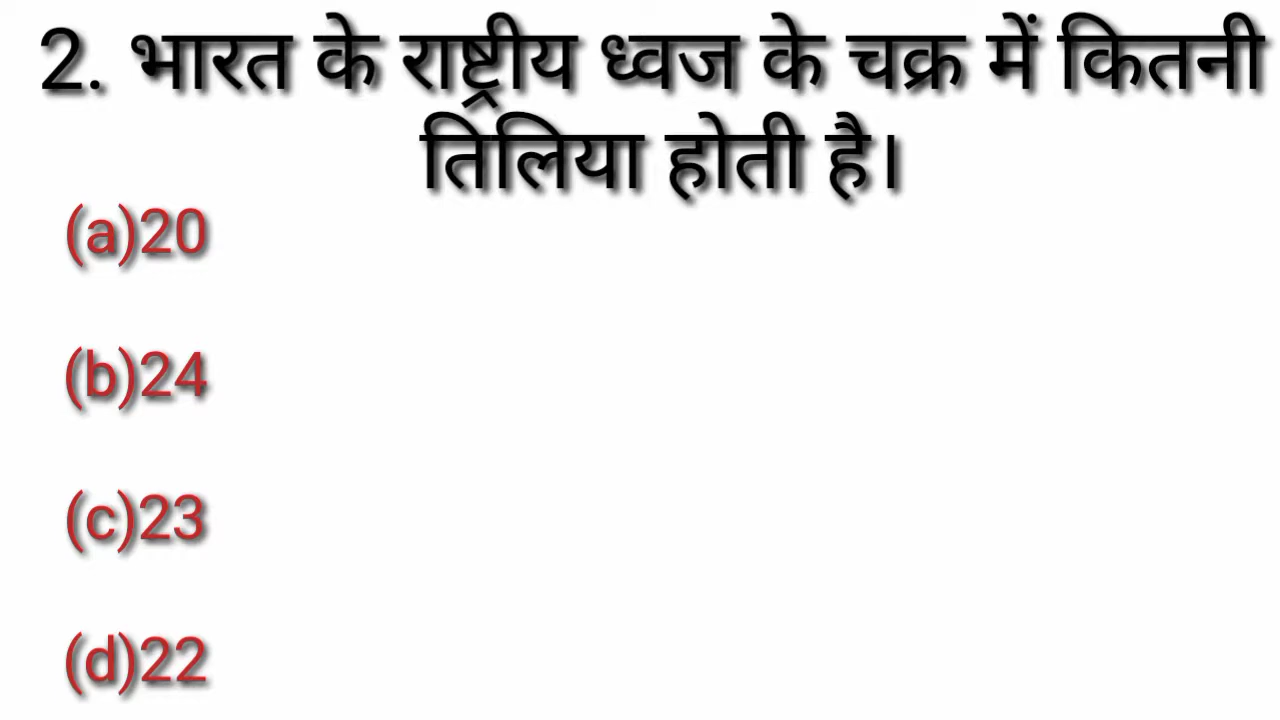 2. भारत के राष्ट्रीय ध्वज के चक्र में कितनी
तिलिया होती है।
(a)20
(b)24
(c)23
(d)22